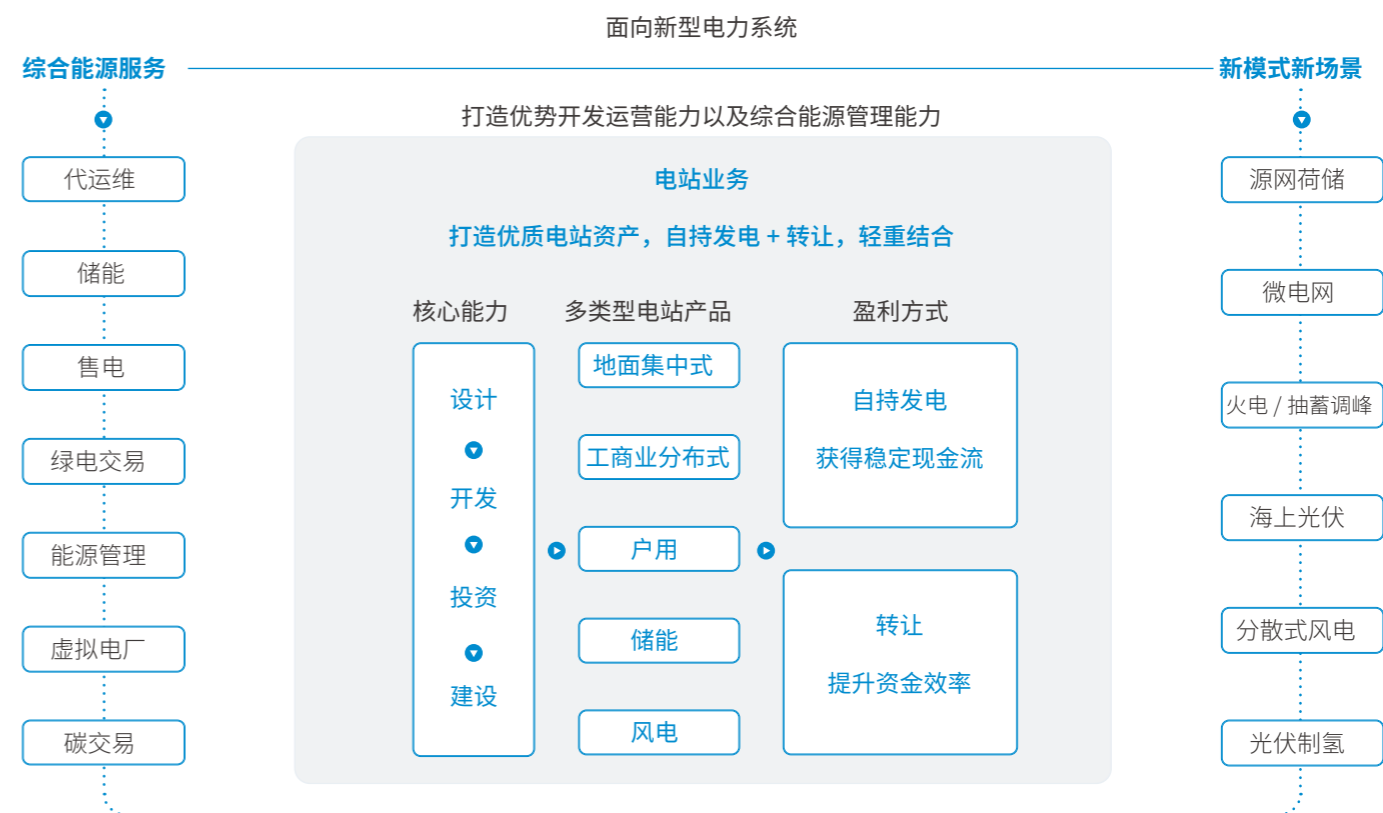 面向新型电力系统
综合能源服务
新模式新场景
打造优势开发运营能力以及综合能源管理能力
代运维
储能
售电
绿电交易
能源管理
虚拟电厂
碳交易
电站业务
打造优质电站资产，自持发电 + 转让，轻重结合
核心能力
设计
开发
投资
建设
多类型电站产品
地面集中式
工商业分布式
户用
储能
风电
盈利方式
自持发电
获得稳定现金流
转让
提升资金效率
源网荷储
微电网
火电 / 抽蓄调峰
海上光伏
分散式风电
光伏制氢